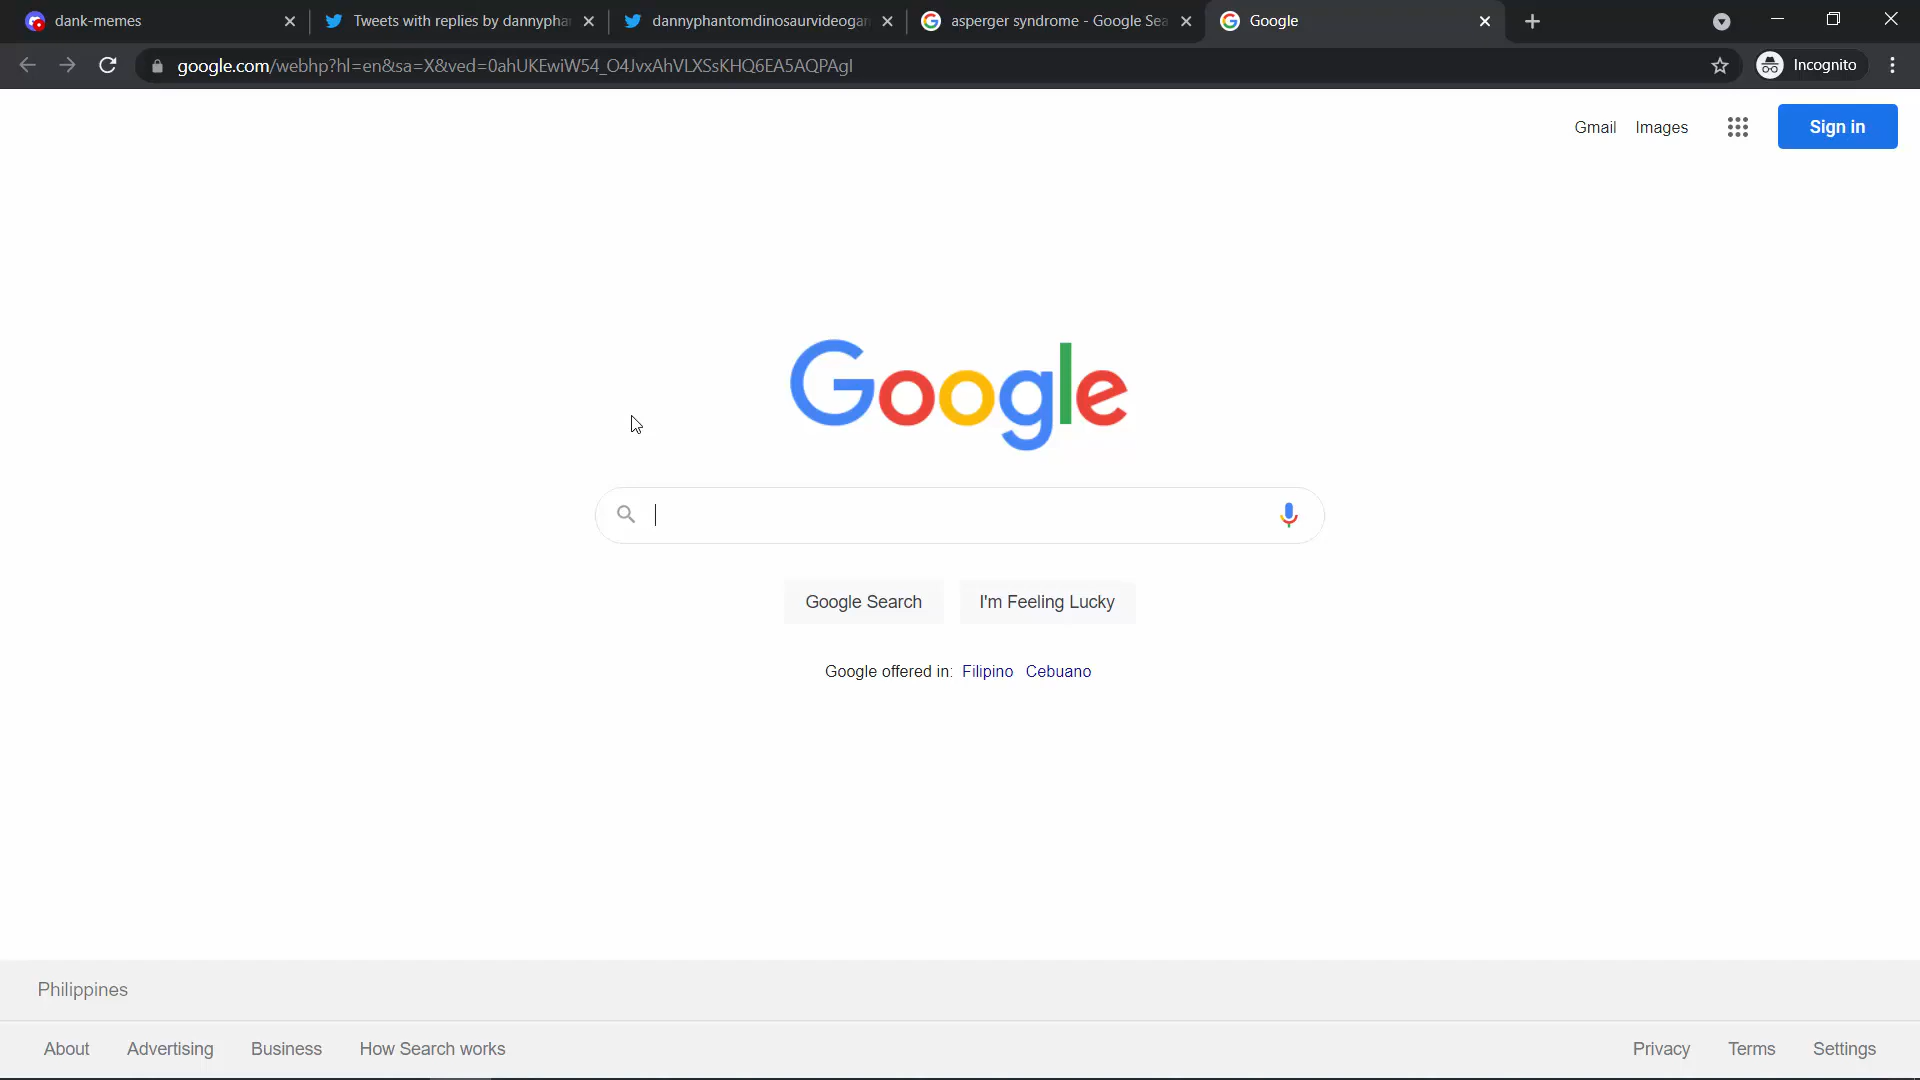 dank-memes
Tweets with replies by dannyphan
dannyphantomdinosaurvideogam
asperger syndrome - Google Sea
Google
google.com/webhp?hl=en&sa=X&ved=0ahUKEwiW54_O4JvxAhVLXSsKHQ6EA5AQPAgI
Incognito
Gmail Images Sign in
Google
Google Search I'm Feeling Lucky
Google offered in: Filipino Cebuano
Philippines
About Advertising Business How Search works Privacy Terms Settings